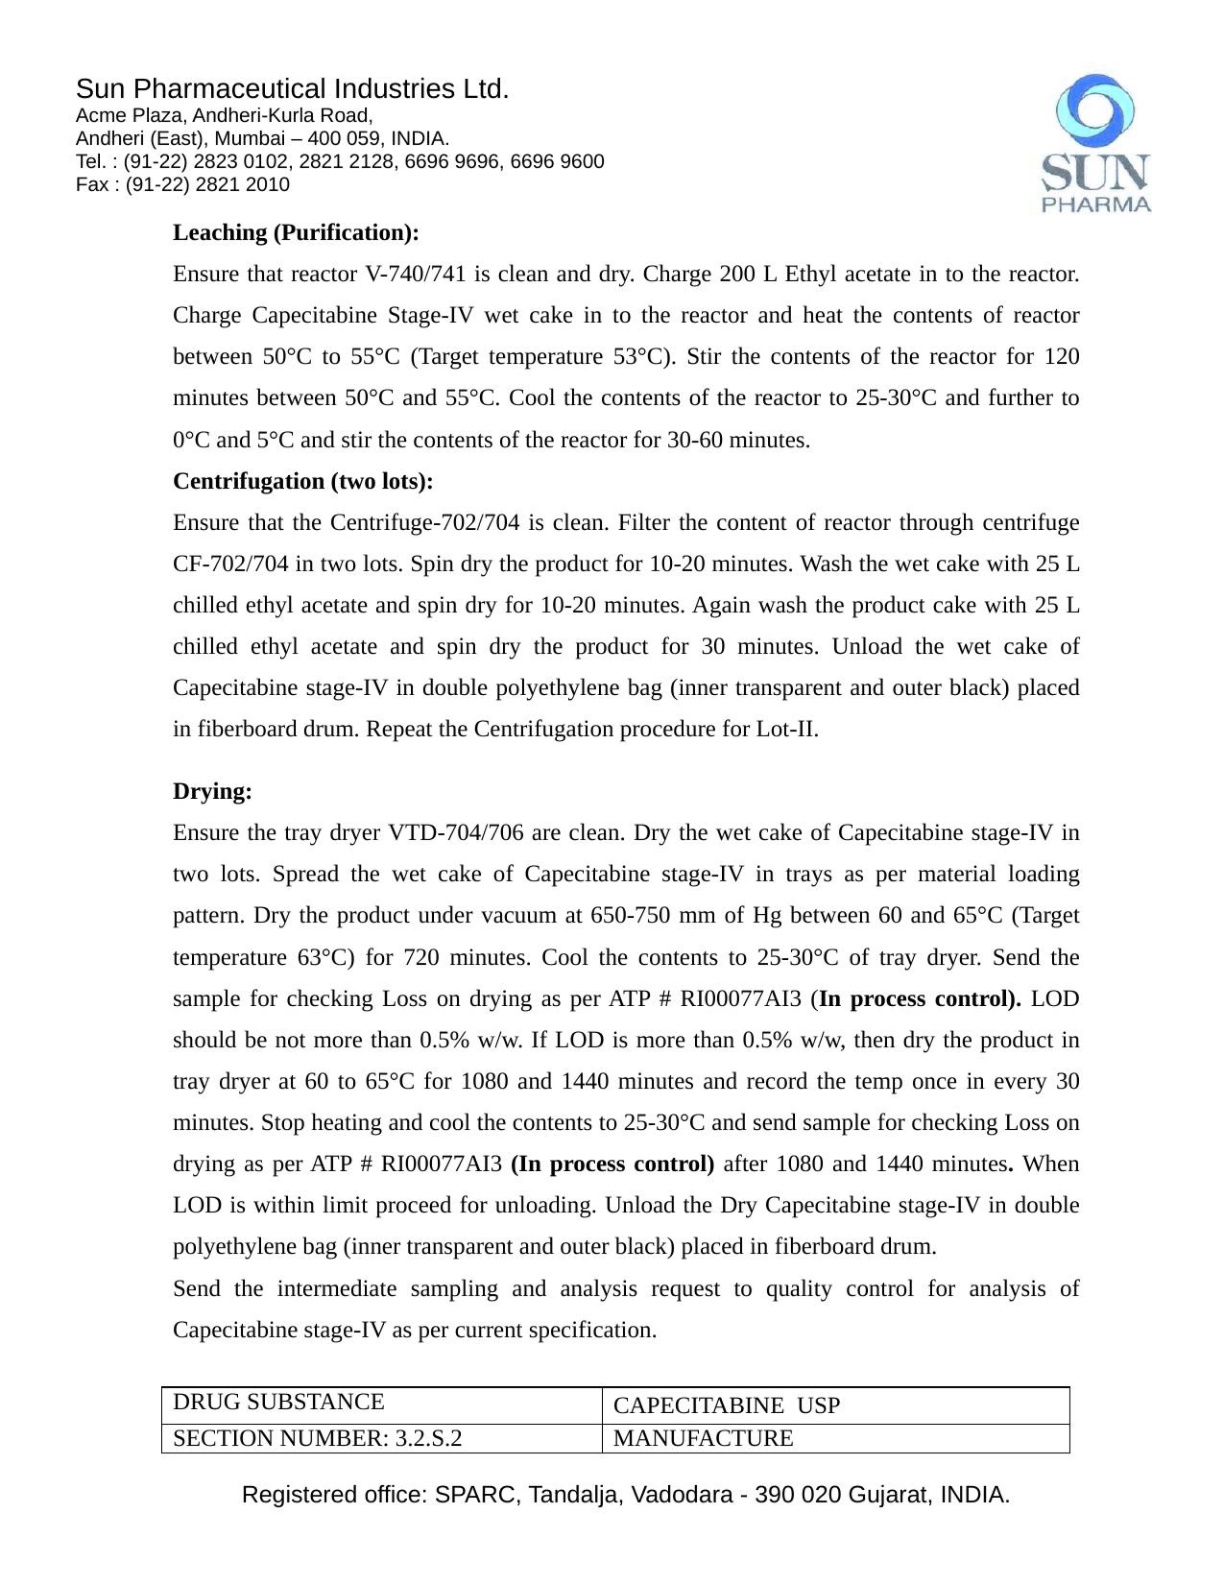 Sun Pharmaceutical Industries Ltd.
Acme Plaza, Andheri-Kurla Road,
Andheri (East), Mumbai – 400 059, INDIA.
Tel. : (91-22) 2823 0102, 2821 2128, 6696 9696, 6696 9600
Fax : (91-22) 2821 2010
SUN
PHARMA
Leaching (Purification):
Ensure that reactor V-740/741 is clean and dry. Charge 200 L Ethyl acetate in to the reactor.
Charge Capecitabine Stage-IV wet cake in to the reactor and heat the contents of reactor
between 50°C to 55°C (Target temperature 53°C). Stir the contents of the reactor for 120
minutes between 50°C and 55°C. Cool the contents of the reactor to 25-30°C and further to
0°C and 5°C and stir the contents of the reactor for 30-60 minutes.
Centrifugation (two lots):
Ensure that the Centrifuge-702/704 is clean. Filter the content of reactor through centrifuge
CF-702/704 in two lots. Spin dry the product for 10-20 minutes. Wash the wet cake with 25 L
chilled ethyl acetate and spin dry for 10-20 minutes. Again wash the product cake with 25 L
chilled ethyl acetate and spin dry the product for 30 minutes. Unload the wet cake of
Capecitabine stage-IV in double polyethylene bag (inner transparent and outer black) placed
in fiberboard drum. Repeat the Centrifugation procedure for Lot-II.
Drying:
Ensure the tray dryer VTD-704/706 are clean. Dry the wet cake of Capecitabine stage-IV in
two lots. Spread the wet cake of Capecitabine stage-IV in trays as per material loading
pattern. Dry the product under vacuum at 650-750 mm of Hg between 60 and 65°C (Target
temperature 63°C) for 720 minutes. Cool the contents to 25-30°C of tray dryer. Send the
sample for checking Loss on drying as per ATP # RI00077AI3 (In process control). LOD
should be not more than 0.5% w/w. If LOD is more than 0.5% w/w, then dry the product in
tray dryer at 60 to 65°C for 1080 and 1440 minutes and record the temp once in every 30
minutes. Stop heating and cool the contents to 25-30°C and send sample for checking Loss on
drying as per ATP # RI00077AI3 (In process control) after 1080 and 1440 minutes. When
LOD is within limit proceed for unloading. Unload the Dry Capecitabine stage-IV in double
polyethylene bag (inner transparent and outer black) placed in fiberboard drum.
Send the intermediate sampling and analysis request to quality control for analysis of
Capecitabine stage-IV as per current specification.
DRUG SUBSTANCE
CAPECITABINE USP
SECTION NUMBER: 3.2.S.2
MANUFACTURE
Registered office: SPARC, Tandalja, Vadodara - 390 020 Gujarat, INDIA.